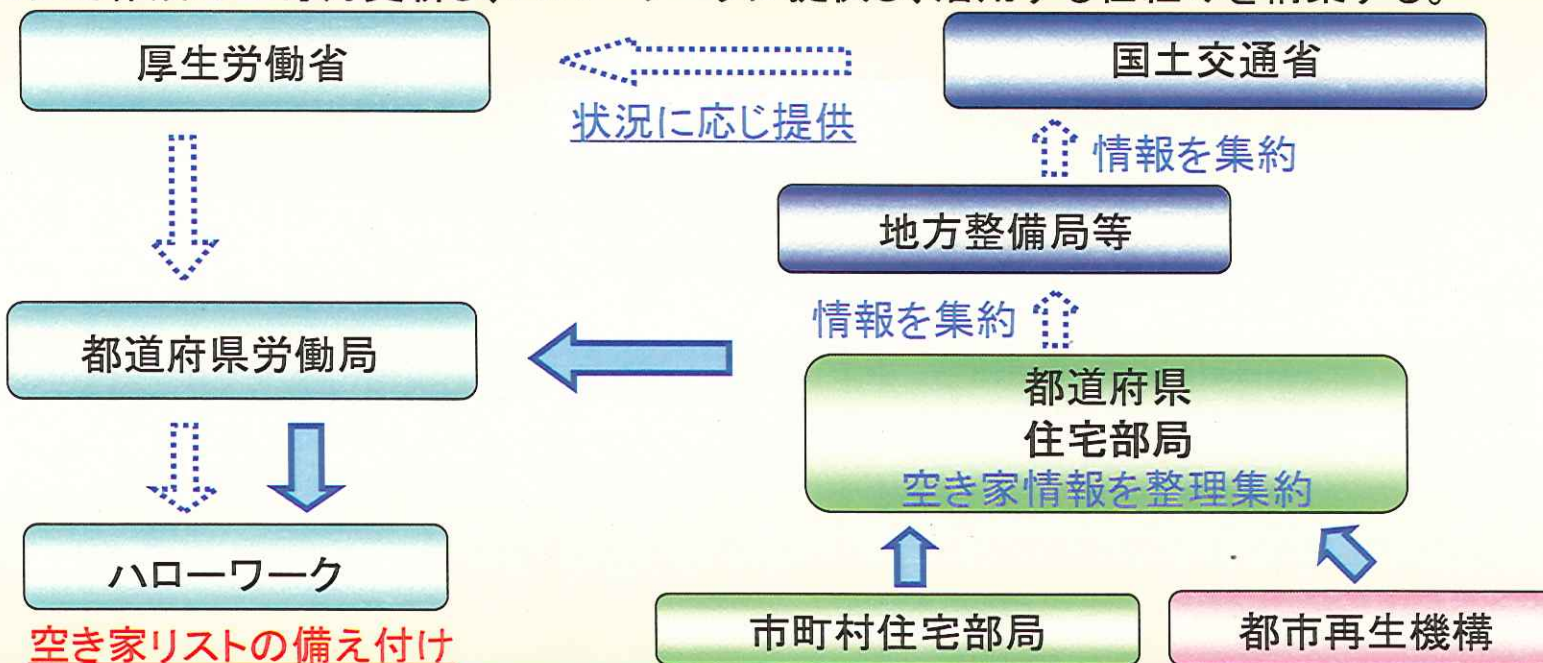 厚生労働省
国土交通省
状況に応じ提供
情報を集約
地方整備局等
情報を集約
都道府県労働局
都道府県
住宅部局
空き家情報を整理集約
ハローワーク
空き家リストの備え付け
市町村住宅部局
都市再生機構